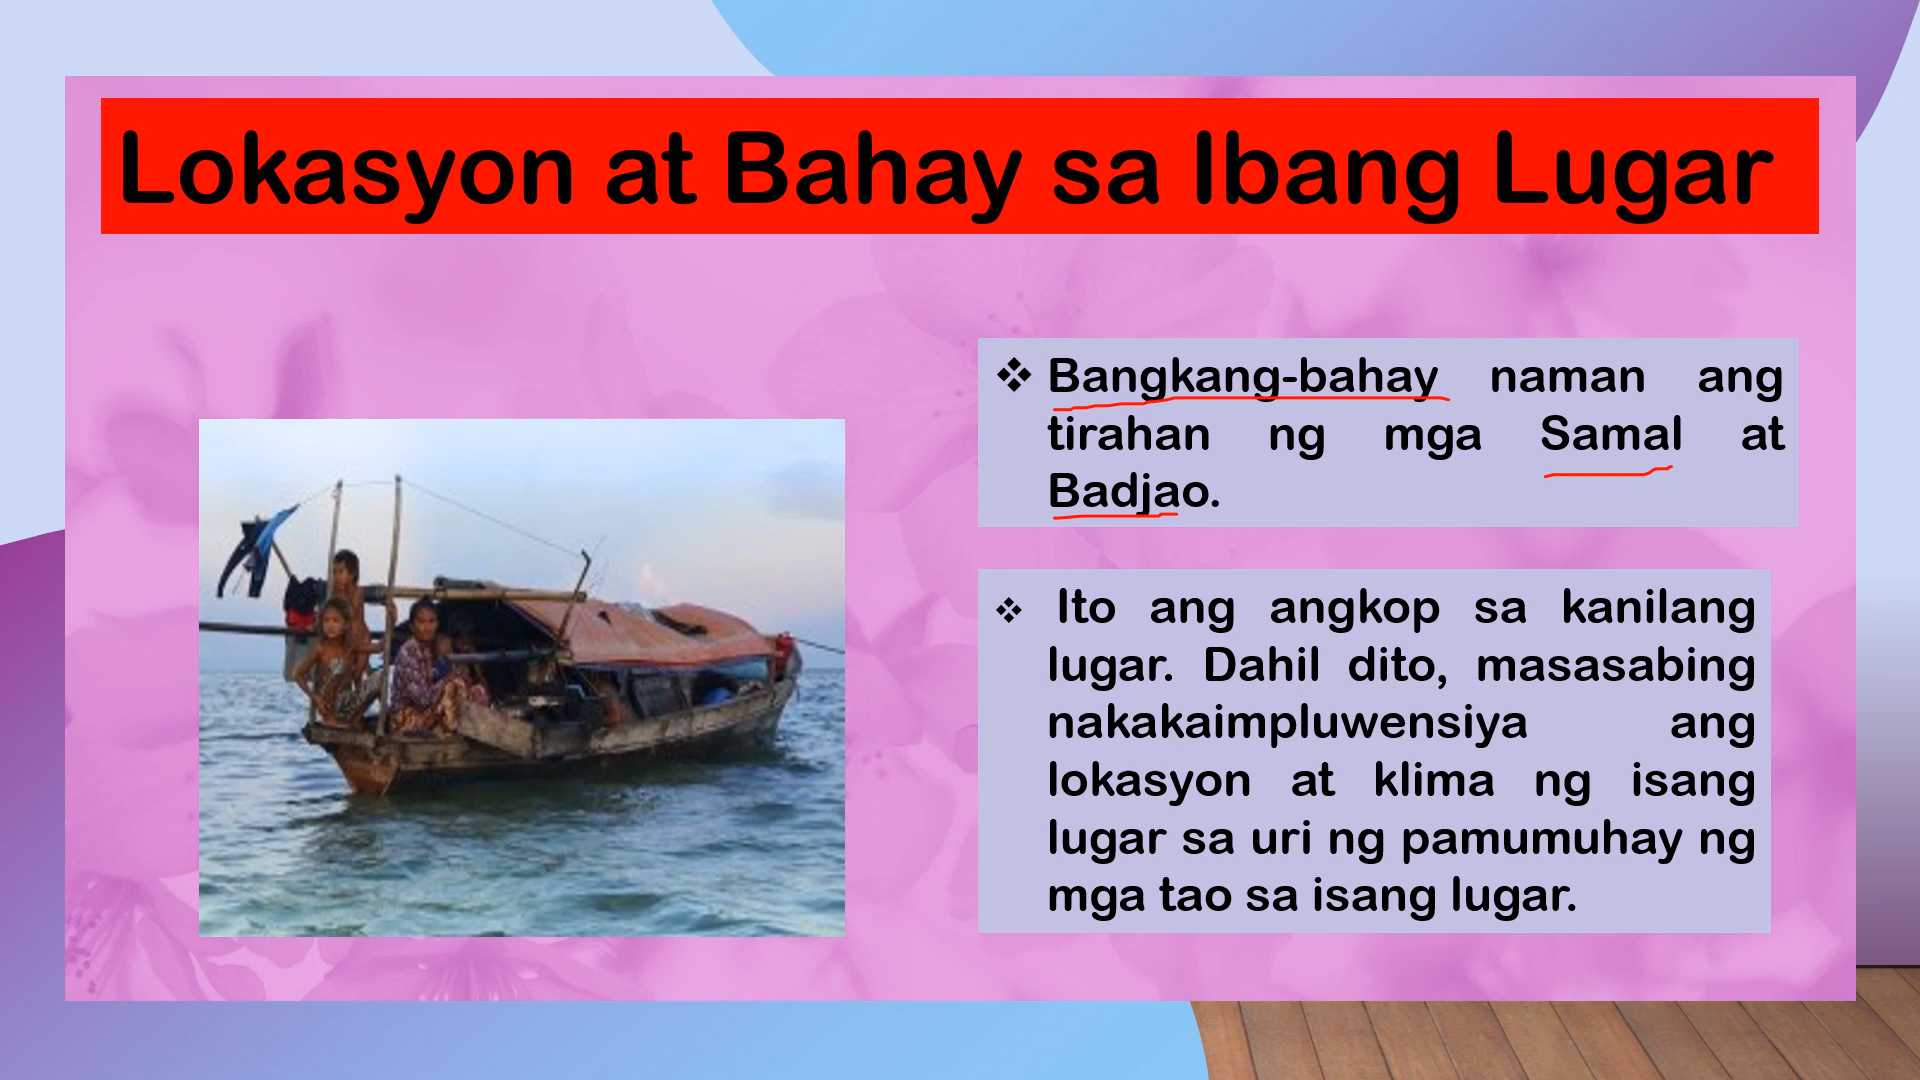 Lokasyon at Bahay sa Ibang Lugar
❖ Bangkang-bahay naman ang
tirahan ng mga Samal at
Badjao.
❖ Ito ang angkop sa kanilang
lugar. Dahil dito, masasabing
nakakaimpluwensiya ang
lokasyon at klima ng isang
lugar sa uri ng pamumuhay ng
mga tao sa isang lugar.